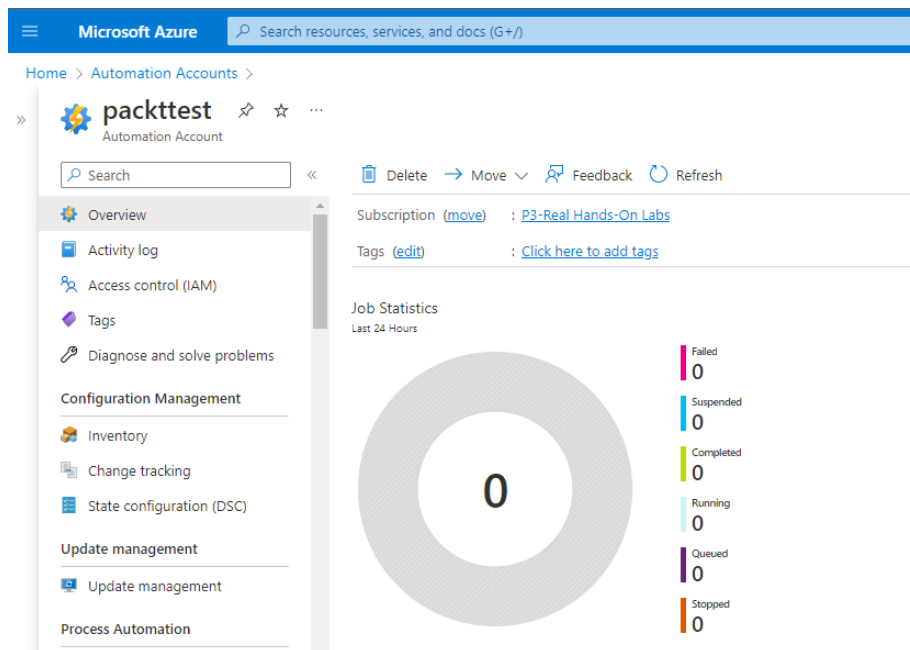 Microsoft Azure
Search resources, services, and docs (G+/)
Home > Automation Accounts >
packttest
Automation Account
Search
Overview
Activity log
Access control (IAM)
Tags
Diagnose and solve problems
Configuration Management
Inventory
Change tracking
State configuration (DSC)
Update management
Update management
Process Automation
Delete Move Feedback Refresh
Subscription (move) : P3-Real Hands-On Labs
Tags (edit) : Click here to add tags
Job Statistics
Last 24 Hours
0
Failed
0
Suspended
0
Completed
0
Running
0
Queued
0
Stopped
0